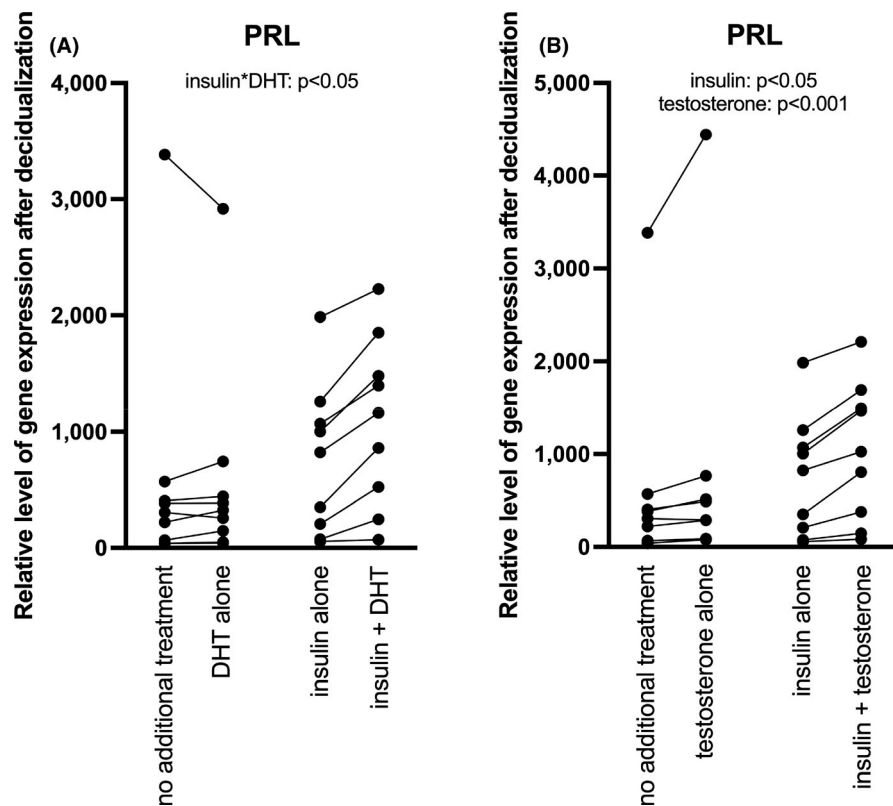 (A)
PRL
insulin*DHT: p<0.05
Relative level of gene expression after decidualization
4,000
3,000
2,000
1,000
0
no additional treatment
DHT alone
insulin alone
insulin + DHT
(B)
PRL
insulin: p<0.05
testosterone: p<0.001
Relative level of gene expression after decidualization
5,000
4,000
3,000
2,000
1,000
0
no additional treatment
testosterone alone
insulin alone
insulin + testosterone